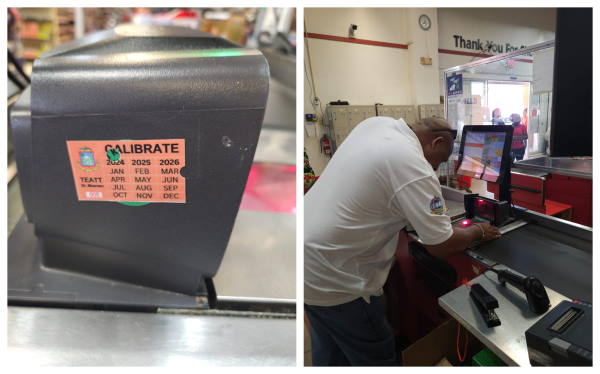 CALIBRATE
2024 2025 2026
JAN FEB MAR
APR MAY JUN
JUL AUG SEP
OCT NOV DEC
TEATT
St. Maarten
Thank You For